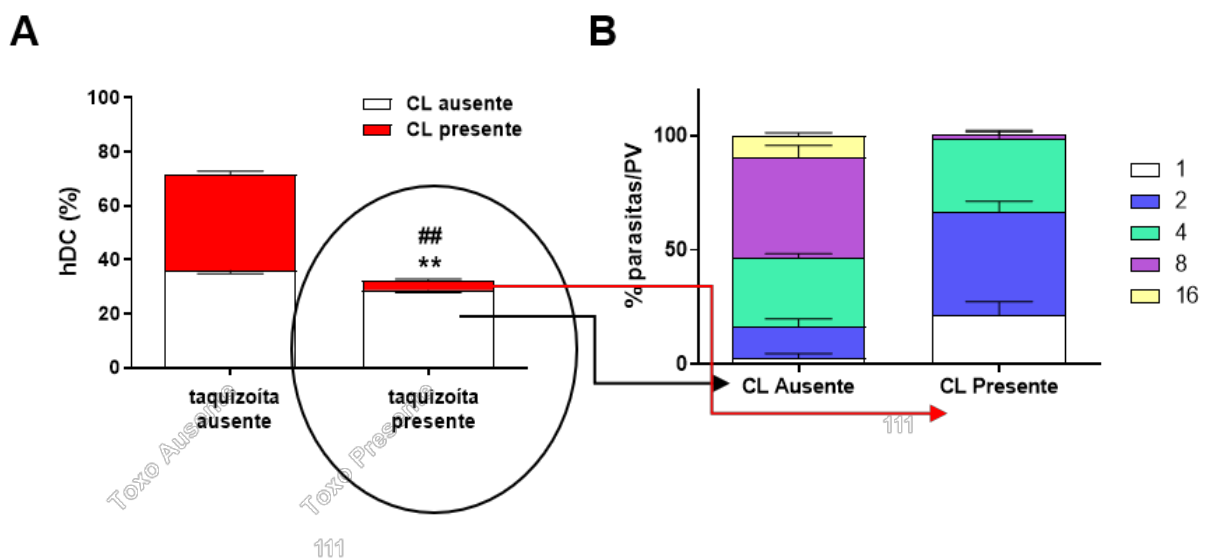 A
B
100
80
60
40
20
0
hDC (%)
CL ausente
CL presente
##
**
taquizoíta
ausente
taquizoíta
presente
Toxo Ausente
Toxo Presente
111
% parasitas/PV
100
50
0
CL Ausente
CL Presente
111
1
2
4
8
16